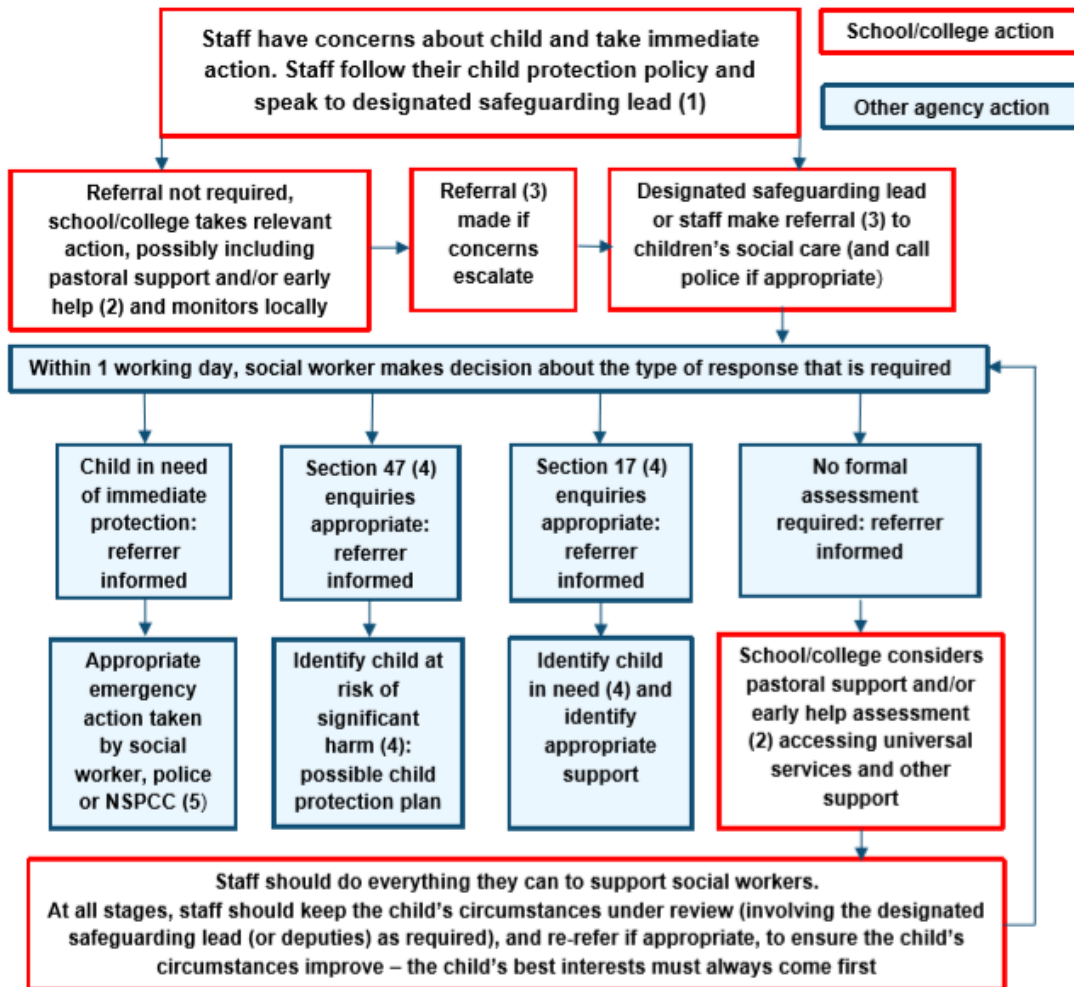 Staff have concerns about child and take immediate
action. Staff follow their child protection policy and
speak to designated safeguarding lead (1)
School/college action
Other agency action
Referral not required,
school/college takes relevant
action, possibly including
pastoral support and/or early
help (2) and monitors locally
Referral (3)
made if
concerns
escalate
Designated safeguarding lead
or staff make referral (3) to
children’s social care (and call
police if appropriate)
Within 1 working day, social worker makes decision about the type of response that is required
Child in need
of immediate
protection:
referrer
informed
Section 47 (4)
enquiries
appropriate:
referrer
informed
Section 17 (4)
enquiries
appropriate:
referrer
informed
No formal
assessment
required: referrer
informed
Appropriate
emergency
action taken
by social
worker, police
or NSPCC (5)
Identify child at
risk of
significant
harm (4):
possible child
protection plan
Identify child
in need (4) and
identify
appropriate
support
School/college considers
pastoral support and/or
early help assessment
(2) accessing universal
services and other
support
Staff should do everything they can to support social workers.
At all stages, staff should keep the child’s circumstances under review (involving the designated
safeguarding lead (or deputies) as required), and re-refer if appropriate, to ensure the child’s
circumstances improve – the child’s best interests must always come first